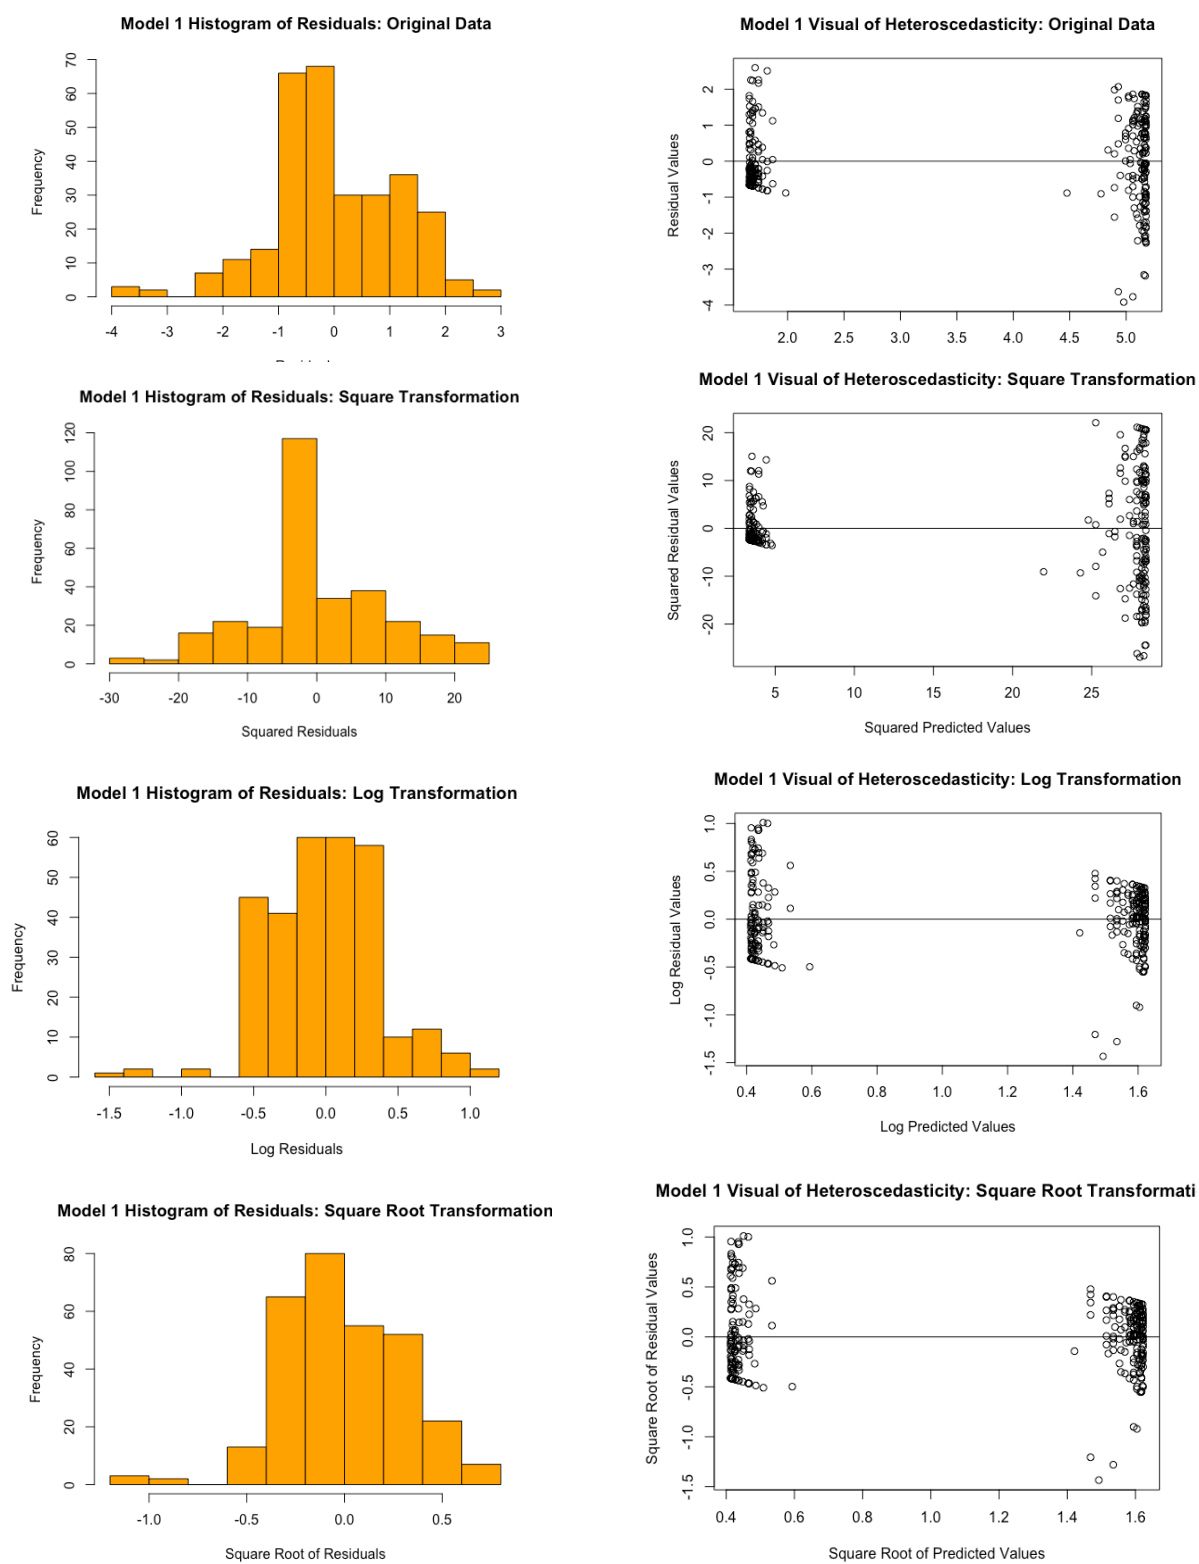 Model 1 Histogram of Residuals: Original Data
Frequency
0 10 20 30 40 50 60 70
-4 -3 -2 -1 0 1 2 3
Model 1 Visual of Heteroscedasticity: Original Data
Residual Values
-4 -3 -2 -1 0 1 2
2.0 2.5 3.0 3.5 4.0 4.5 5.0
Model 1 Histogram of Residuals: Square Transformation
Frequency
0 20 40 60 80 100 120
-30 -20 -10 0 10 20
Squared Residuals
Model 1 Visual of Heteroscedasticity: Square Transformation
Squared Residual Values
-20 -10 0 10 20
5 10 15 20 25
Squared Predicted Values
Model 1 Histogram of Residuals: Log Transformation
Frequency
0 10 20 30 40 50 60
-1.5 -1.0 -0.5 0.0 0.5 1.0
Log Residuals
Model 1 Visual of Heteroscedasticity: Log Transformation
Log Residual Values
-1.5 -1.0 -0.5 0.0 0.5 1.0
0.4 0.6 0.8 1.0 1.2 1.4 1.6
Log Predicted Values
Model 1 Histogram of Residuals: Square Root Transformation
Frequency
0 20 40 60 80
-1.0 -0.5 0.0 0.5
Square Root of Residuals
Model 1 Visual of Heteroscedasticity: Square Root Transformati
Square Root of Residual Values
-1.5 -1.0 -0.5 0.0 0.5 1.0
0.4 0.6 0.8 1.0 1.2 1.4 1.6
Square Root of Predicted Values